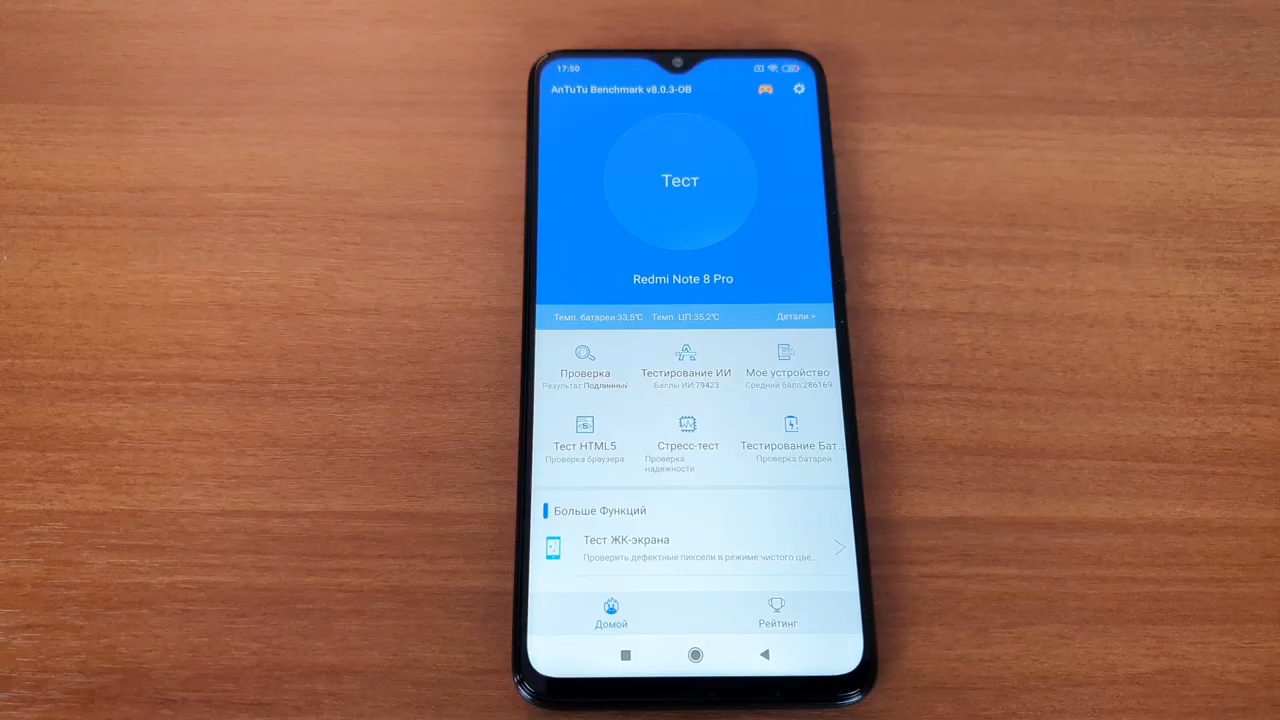 17:50
AnTuTu Benchmark v8.0.3-OB
Тест
Redmi Note 8 Pro
Темп. батареи:33,5℃ Темп. ЦП:35,2℃ Детали >
Проверка Тестирование ИИ Мое устройство
Результат:Подлинный Баллы ИИ:79423 Средний балл:286169
Тест HTML5 Стресс-тест Тестирование Бат...
Проверка браузера Проверка надежности Проверка батареи
Больше Функций
Тест ЖК-экрана
Проверить дефектные пиксели в режиме чистого цве...
Домой Рейтинг